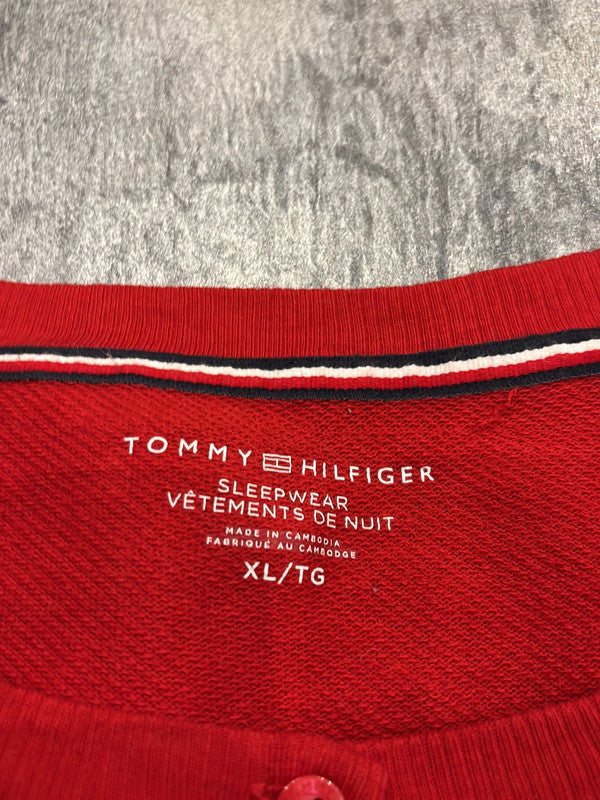 TOMMY HILFIGER
SLEEPWEAR
VÊTEMENTS DE NUIT
MADE IN CAMBODIA
FABRIQUÉ AU CAMBODGE
XL/TG